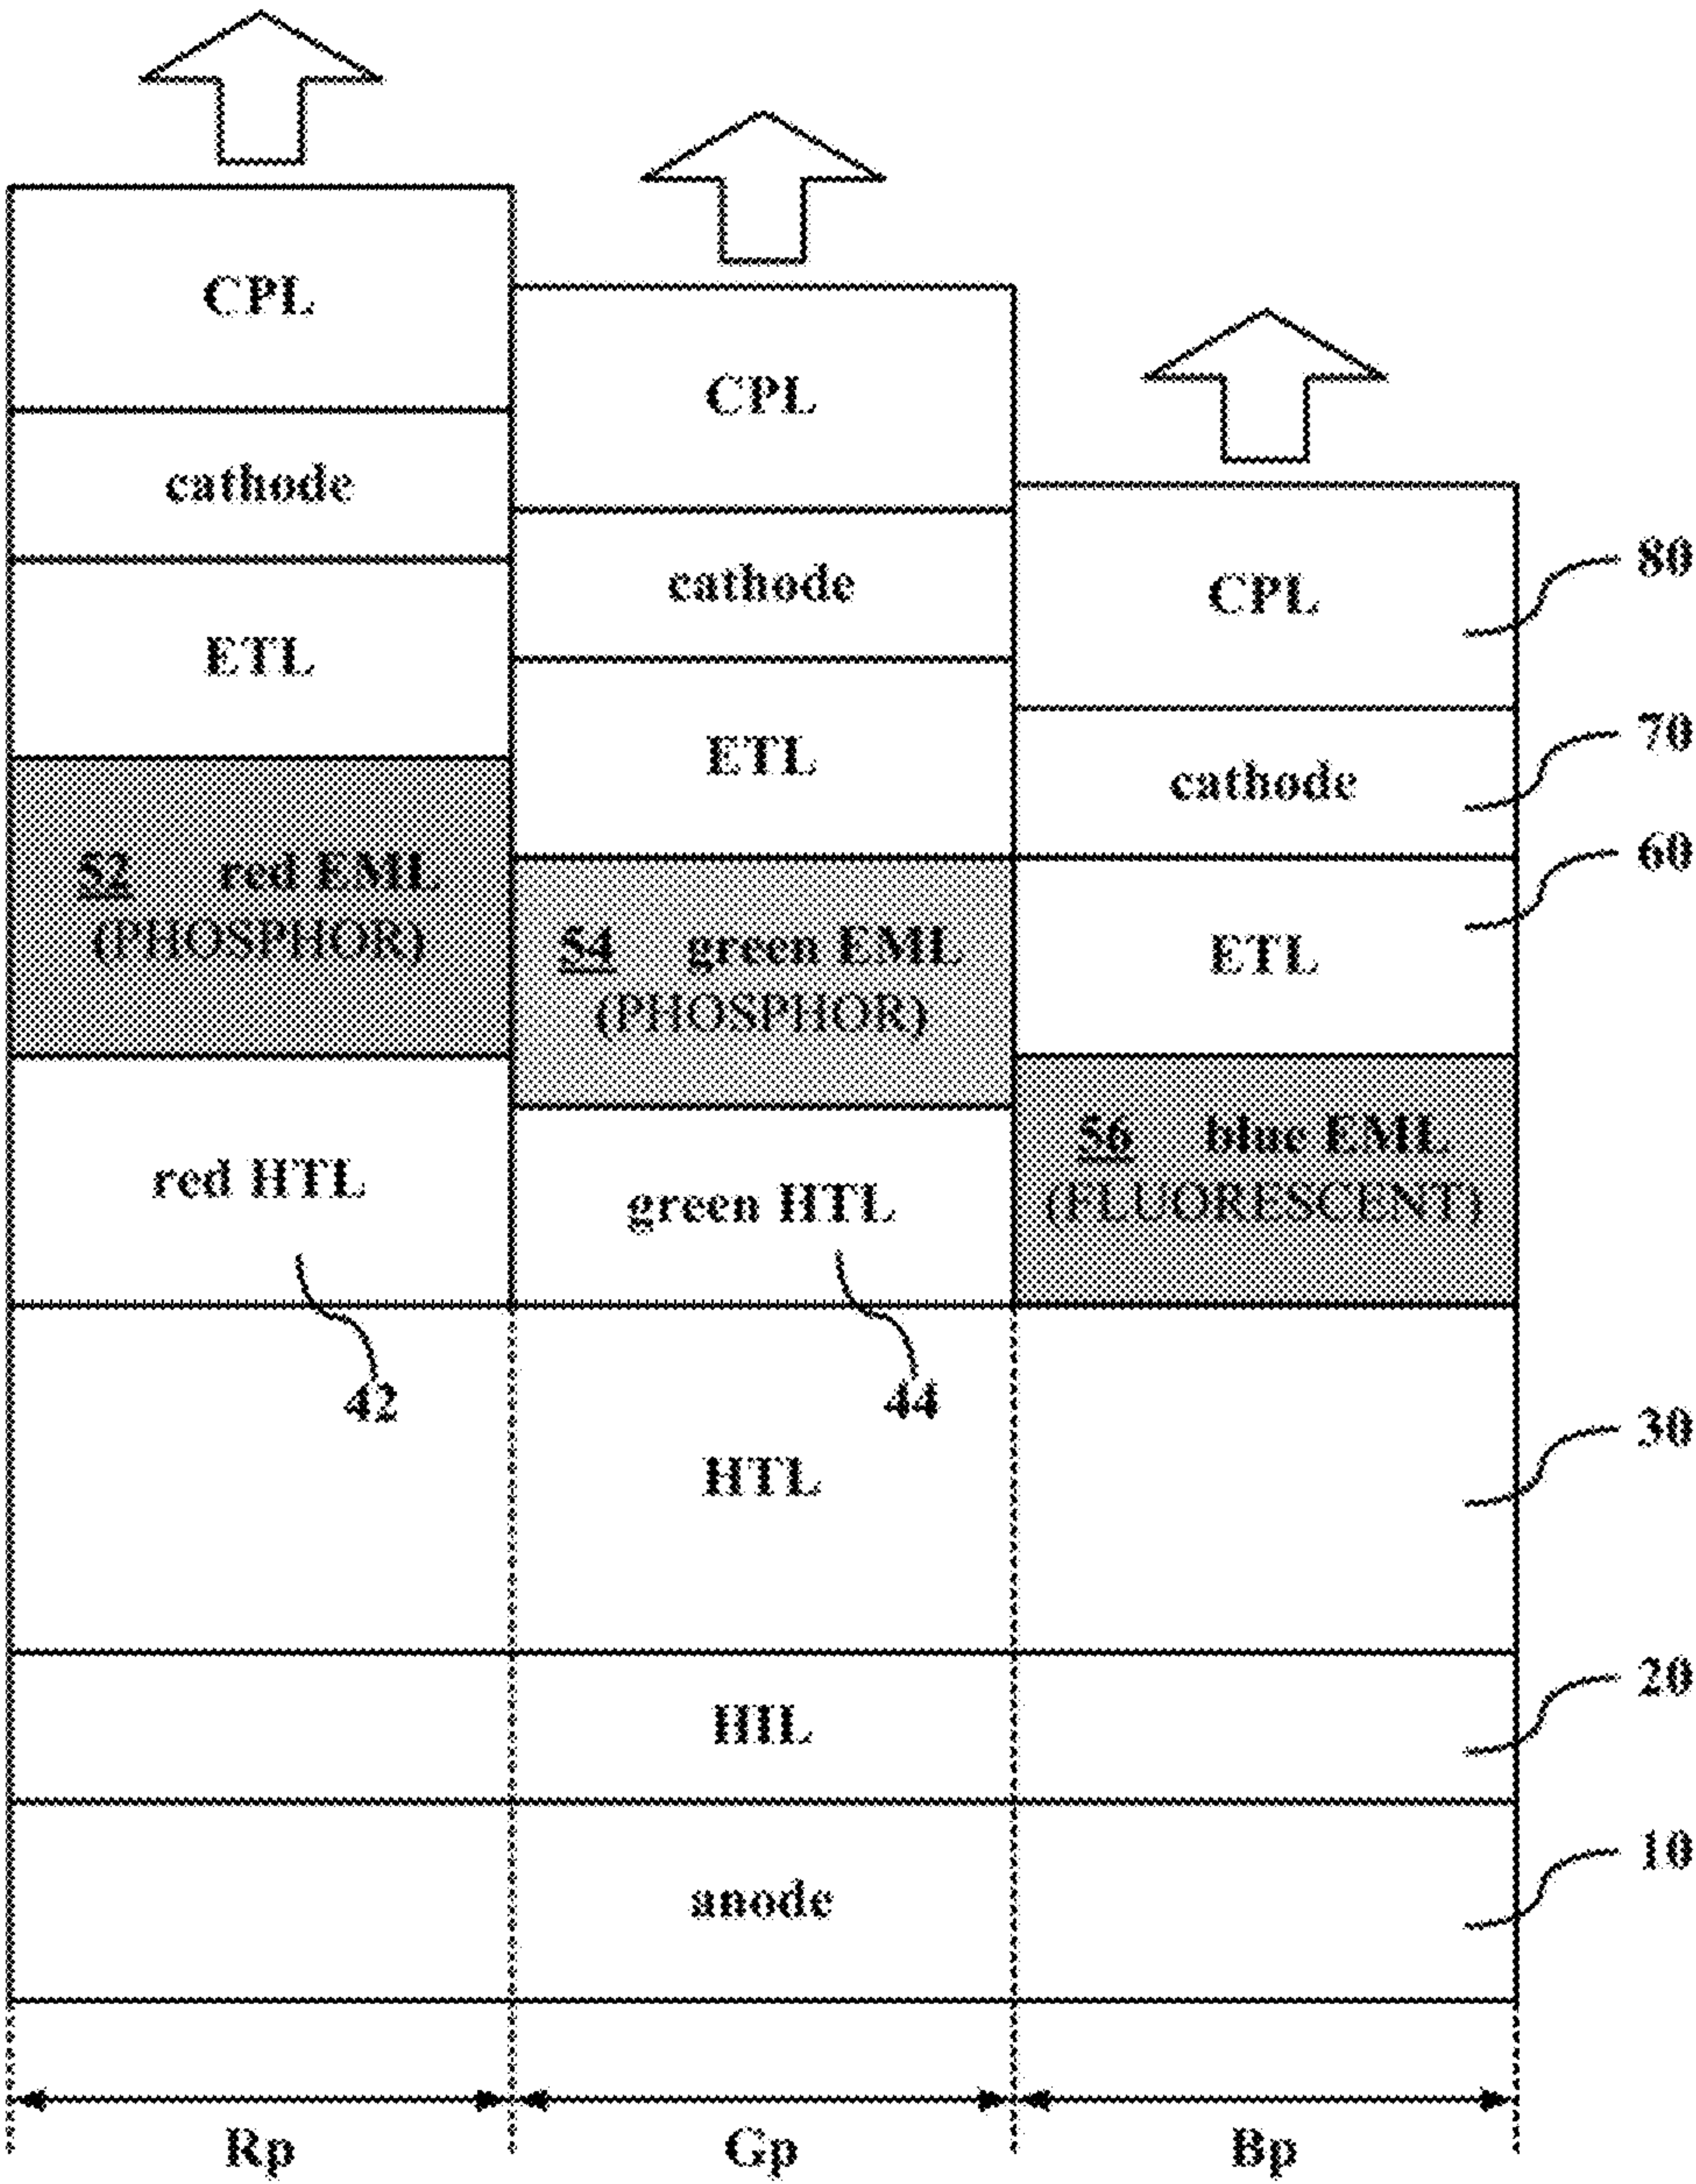 CPL
cathode
ETL
52 red EML
(PHOSPHOR)
red HTL
42
CPL
cathode
ETL
54 green EML
(PHOSPHOR)
green HTL
44
CPL
80
cathode
70
60
ETL
56 blue EML
(FLUORESCENT)
HTL
30
HIL
20
anode
10
Rp
Gp
Bp